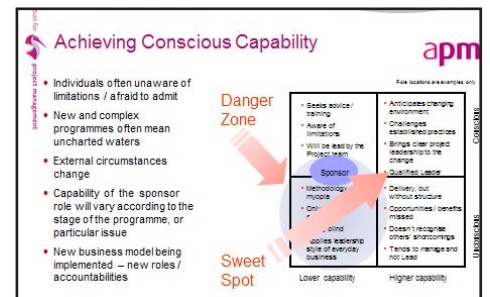 Achieving Conscious Capability
apm
project management
• Individuals often unaware of
limitations / afraid to admit
• New and complex
programmes often mean
uncharted waters
• External circumstances
change
• Capability of the sponsor
role will vary according to the
stage of the programme, or
particular issue
• New business model being
implemented – new roles /
accountabilities
Danger
Zone
Sweet
Spot
Role locations are examples only
• Seeks advice /
training
• Aware of
limitations
• Will be lead by the
Project team
Sponsor
• Anticipates changing
environment
• Challenges
established practices
• Brings clear project
leadership to the
change
• Qualified Leader
• Methodology
myopia
blind
style of everyday
business
• Delivery, but
without structure
• Opportunities / benefits
missed
• Doesn't recognise
others' shortcomings
• Tends to manage and
not Lead
Conscious
Unconscious
Lower capability
Higher capability